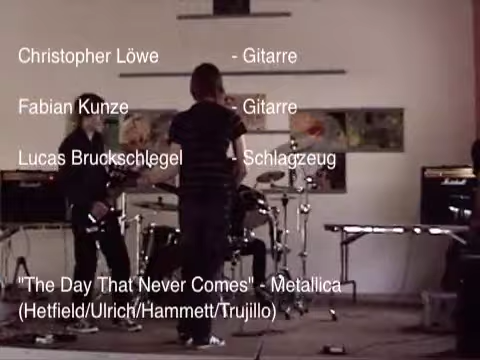 Christopher Löwe - Gitarre
Fabian Kunze - Gitarre
Lucas Bruckschlegel - Schlagzeug
"The Day That Never Comes" - Metallica
(Hetfield/Ulrich/Hammett/Trujillo)